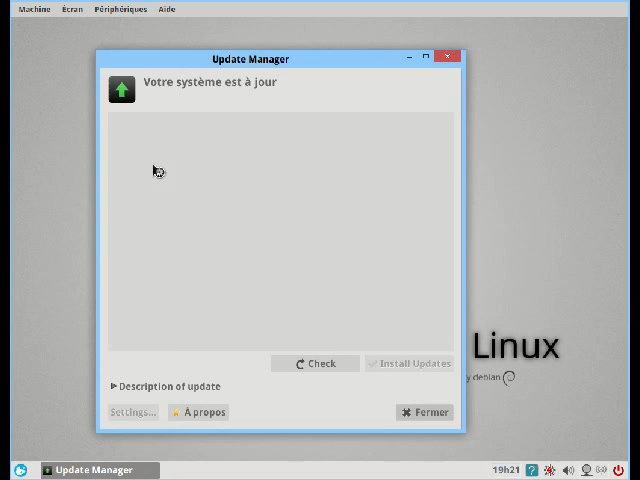 Machine Écran Périphériques Aide
Update Manager
Votre système est à jour
Check Install Updates
Description of update
Settings... À propos Fermer
Linux
y debian
Update Manager 19h21